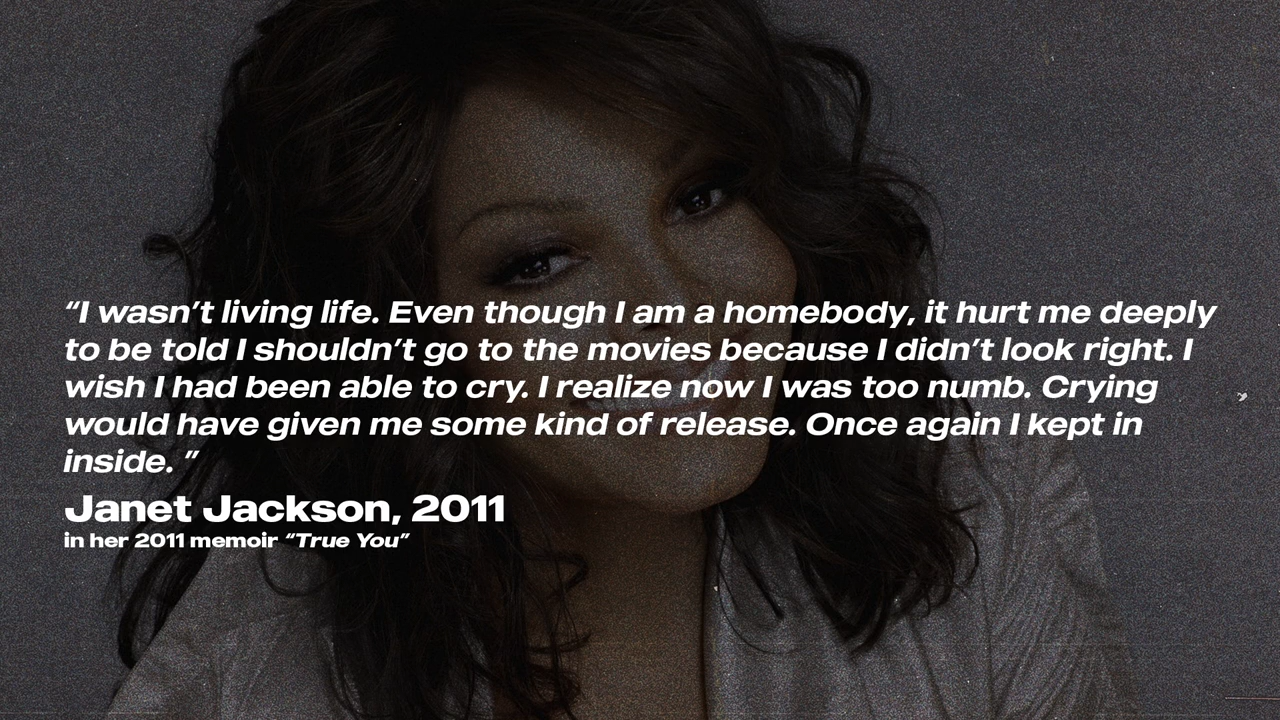 “I wasn’t living life. Even though I am a homebody, it hurt me deeply
to be told I shouldn’t go to the movies because I didn’t look right. I
wish I had been able to cry. I realize now I was too numb. Crying
would have given me some kind of release. Once again I kept in
inside. ”
Janet Jackson, 2011
in her 2011 memoir “True You”